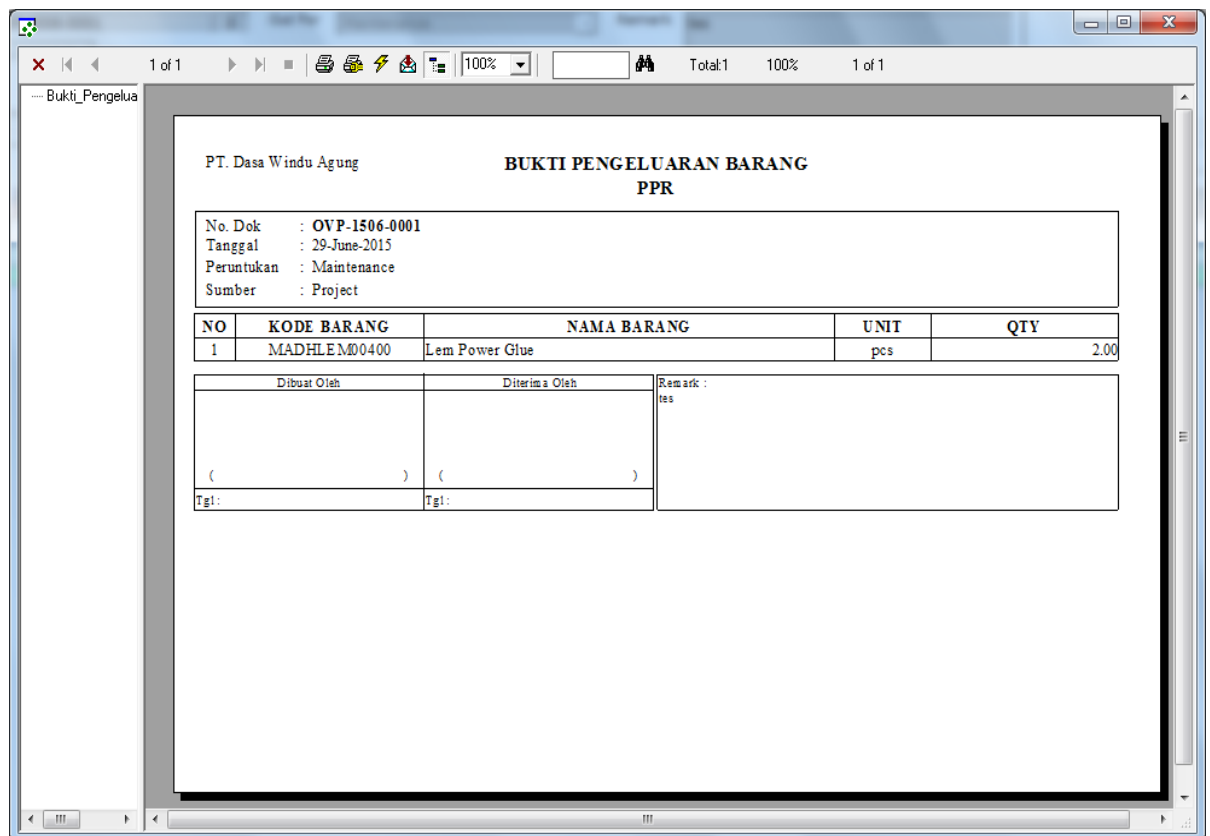 1 of 1 100% Total:1 100% 1 of 1
Bukti_Pengelua
PT. Dasa Windu Agung
BUKTI PENGELUARAN BARANG
PPR
No. Dok : OVP-1506-0001
Tanggal : 29-June-2015
Peruntukan : Maintenance
Sumber : Project
NO KODE BARANG NAMA BARANG UNIT QTY
1 MADHLEM00400 Lem Power Glue pcs 2.00
Dibuat Oleh Diterima Oleh Remark :
tes
( ) ( )
Tgl: Tgl: